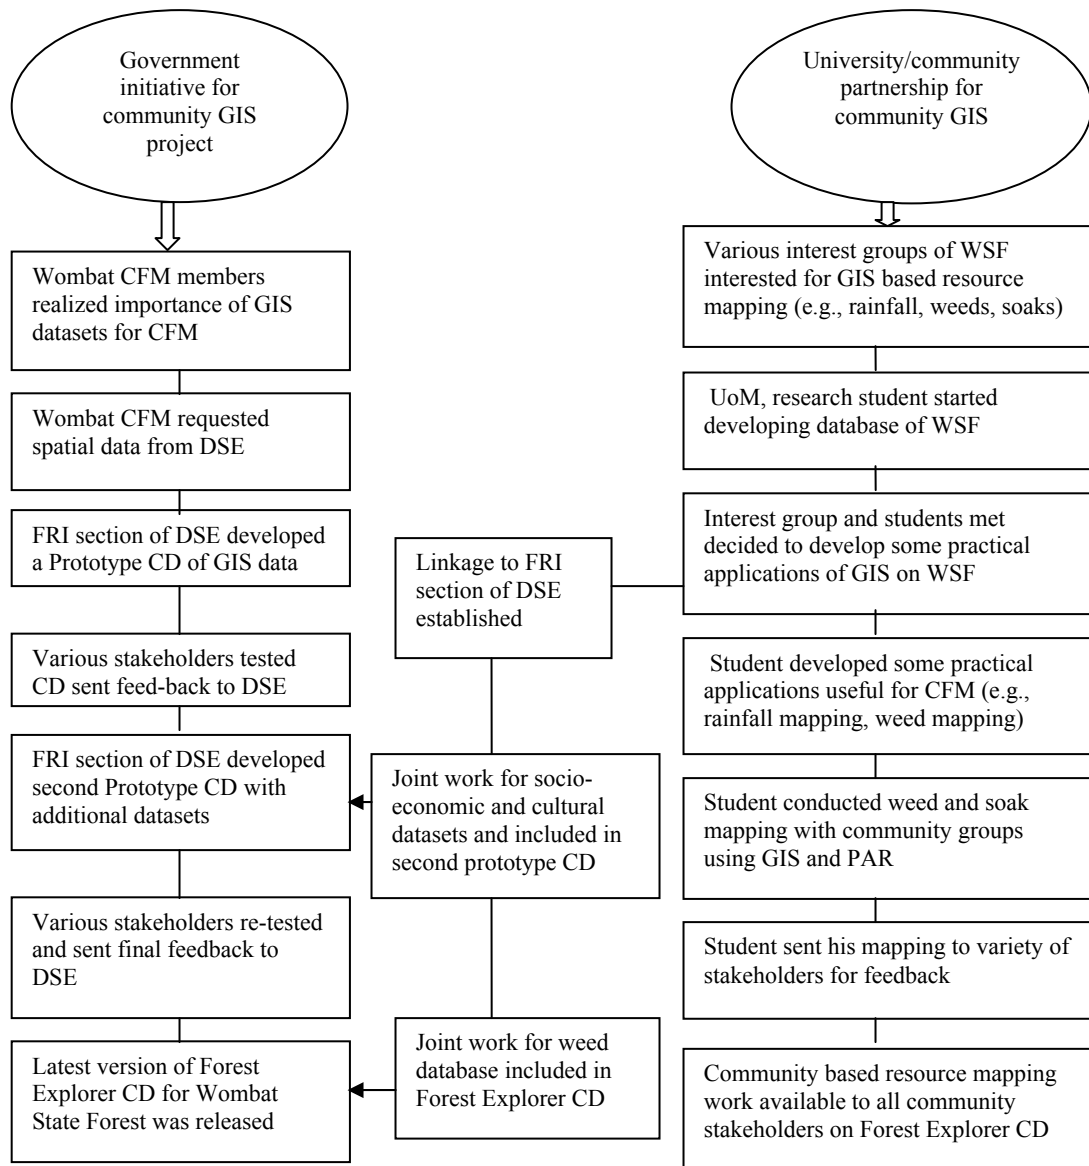 Government
initiative for
community GIS
project
Wombat CFM members
realized importance of GIS
datasets for CFM
Wombat CFM requested
spatial data from DSE
FRI section of DSE developed
a Prototype CD of GIS data
Various stakeholders tested
CD sent feed-back to DSE
FRI section of DSE developed
second Prototype CD with
additional datasets
Various stakeholders re-tested
and sent final feedback to
DSE
Latest version of Forest
Explorer CD for Wombat
State Forest was released
Linkage to FRI
section of DSE
established
Joint work for socio-
economic and cultural
datasets and included in
second prototype CD
Joint work for weed
database included in
Forest Explorer CD
University/community
partnership for
community GIS
Various interest groups of WSF
interested for GIS based resource
mapping (e.g., rainfall, weeds, soaks)
UoM, research student started
developing database of WSF
Interest group and students met
decided to develop some practical
applications of GIS on WSF
Student developed some practical
applications useful for CFM (e.g.,
rainfall mapping, weed mapping)
Student conducted weed and soak
mapping with community groups
using GIS and PAR
Student sent his mapping to variety of
stakeholders for feedback
Community based resource mapping
work available to all community
stakeholders on Forest Explorer CD